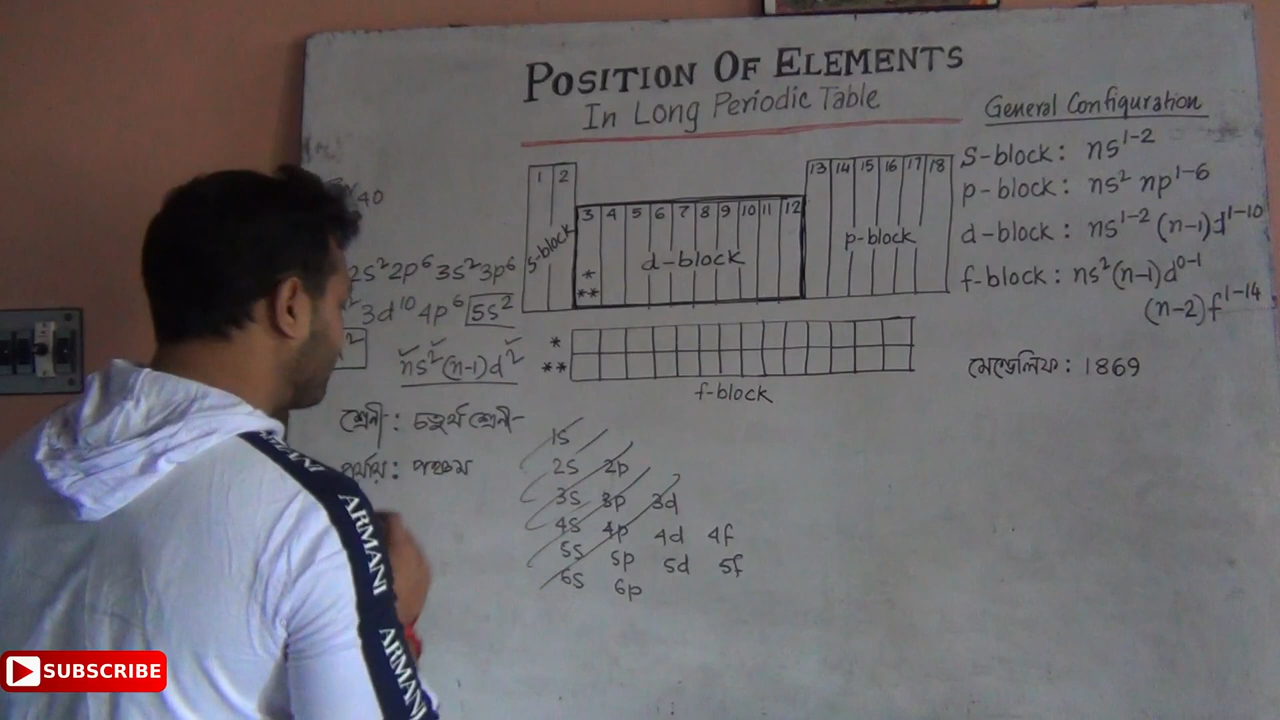 POSITION OF ELEMENTS
In Long Periodic Table
General Configuration
S-block: ns¹⁻²
p-block: ns² np¹⁻⁶
d-block: ns¹⁻² (n-1)d¹⁻¹⁰
f-block: ns² (n-1)d⁰⁻¹
(n-2)f¹⁻¹⁴
মেন্ডেলিফ: 1869
1 2
13 14 15 16 17 18
3 4 5 6 7 8 9 10 11 12
S-block
d-block
p-block
*
**
*
**
f-block
40
2s² 2p⁶ 3s² 3p⁶
3d¹⁰ 4p⁶ 5s²
ns² (n-1)d²
শ্রেনী: চতুর্থ শ্রেনী
পর্যায়: পঞ্চম
1s
2s 2p
3s 3p 3d
4s 4p 4d 4f
5s 5p 5d 5f
6s 6p
ARMANI
ARMANI
ARMANI
SUBSCRIBE